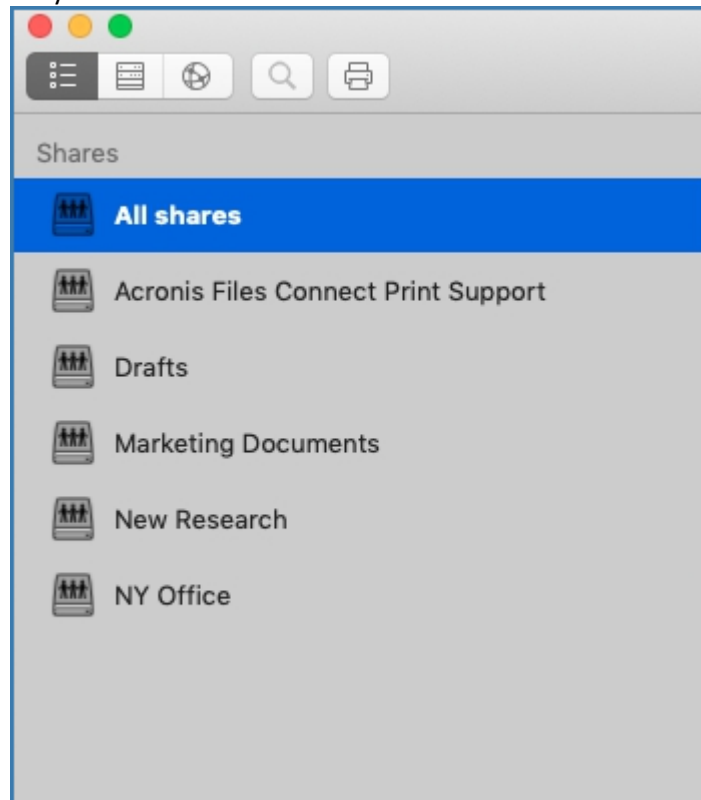 Shares
All shares
Acronis Files Connect Print Support
Drafts
Marketing Documents
New Research
NY Office